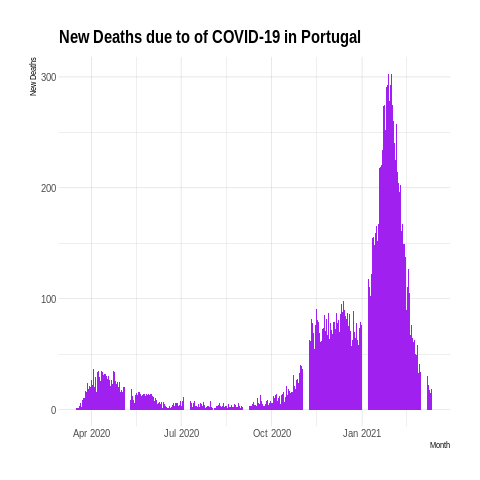 New Deaths due to of COVID-19 in Portugal
New Deaths
300
200
100
0
Apr 2020 Jul 2020 Oct 2020 Jan 2021
Month